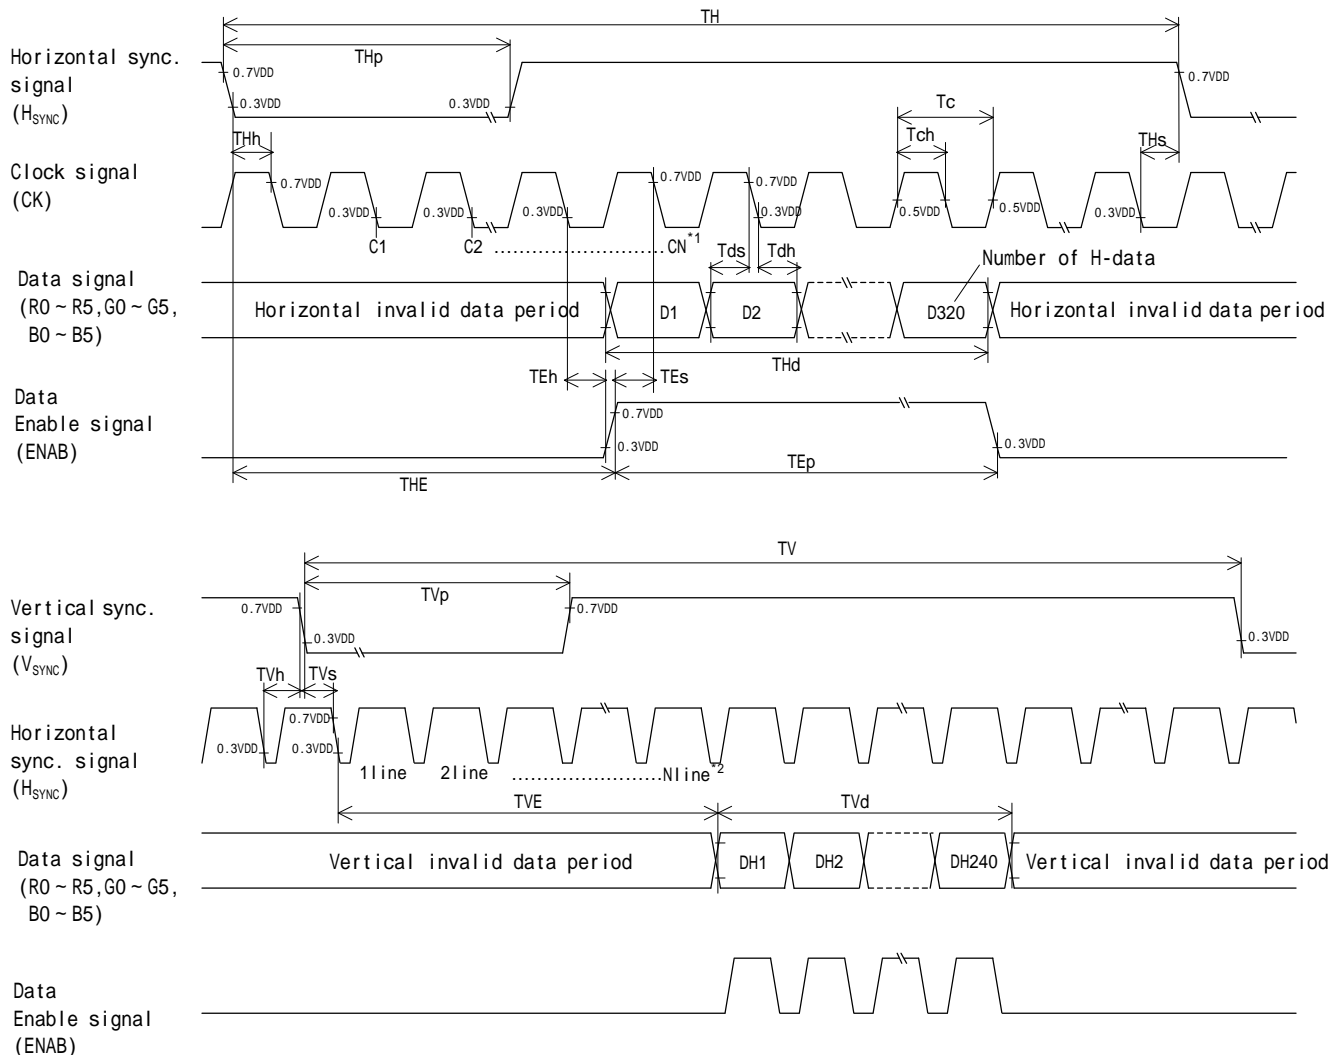 TH
Horizontal sync.
signal
(HSYNC)
THp
0.7VDD
0.3VDD
0.3VDD
0.7VDD
THh
Tc
Tch
THs
Clock signal
(CK)
0.7VDD
0.3VDD
0.3VDD
0.3VDD
0.7VDD
0.7VDD
0.3VDD
0.5VDD
0.5VDD
0.3VDD
C1
C2 ........................CN*1
Tds
Tdh
Number of H-data
Data signal
(R0~R5,G0~G5,
B0~B5)
Horizontal invalid data period
D1
D2
D320
Horizontal invalid data period
THd
TEh
TEs
Data
Enable signal
(ENAB)
0.7VDD
0.3VDD
0.3VDD
THE
TEp
TV
TVp
Vertical sync.
signal
(VSYNC)
0.7VDD
0.3VDD
0.7VDD
0.3VDD
TVh
TVs
Horizontal
sync. signal
(HSYNC)
0.7VDD
0.3VDD
0.3VDD
1line
2line
......................Nline*2
TVE
TVd
Data signal
(R0~R5,G0~G5,
B0~B5)
Vertical invalid data period
DH1
DH2
DH240
Vertical invalid data period
Data
Enable signal
(ENAB)